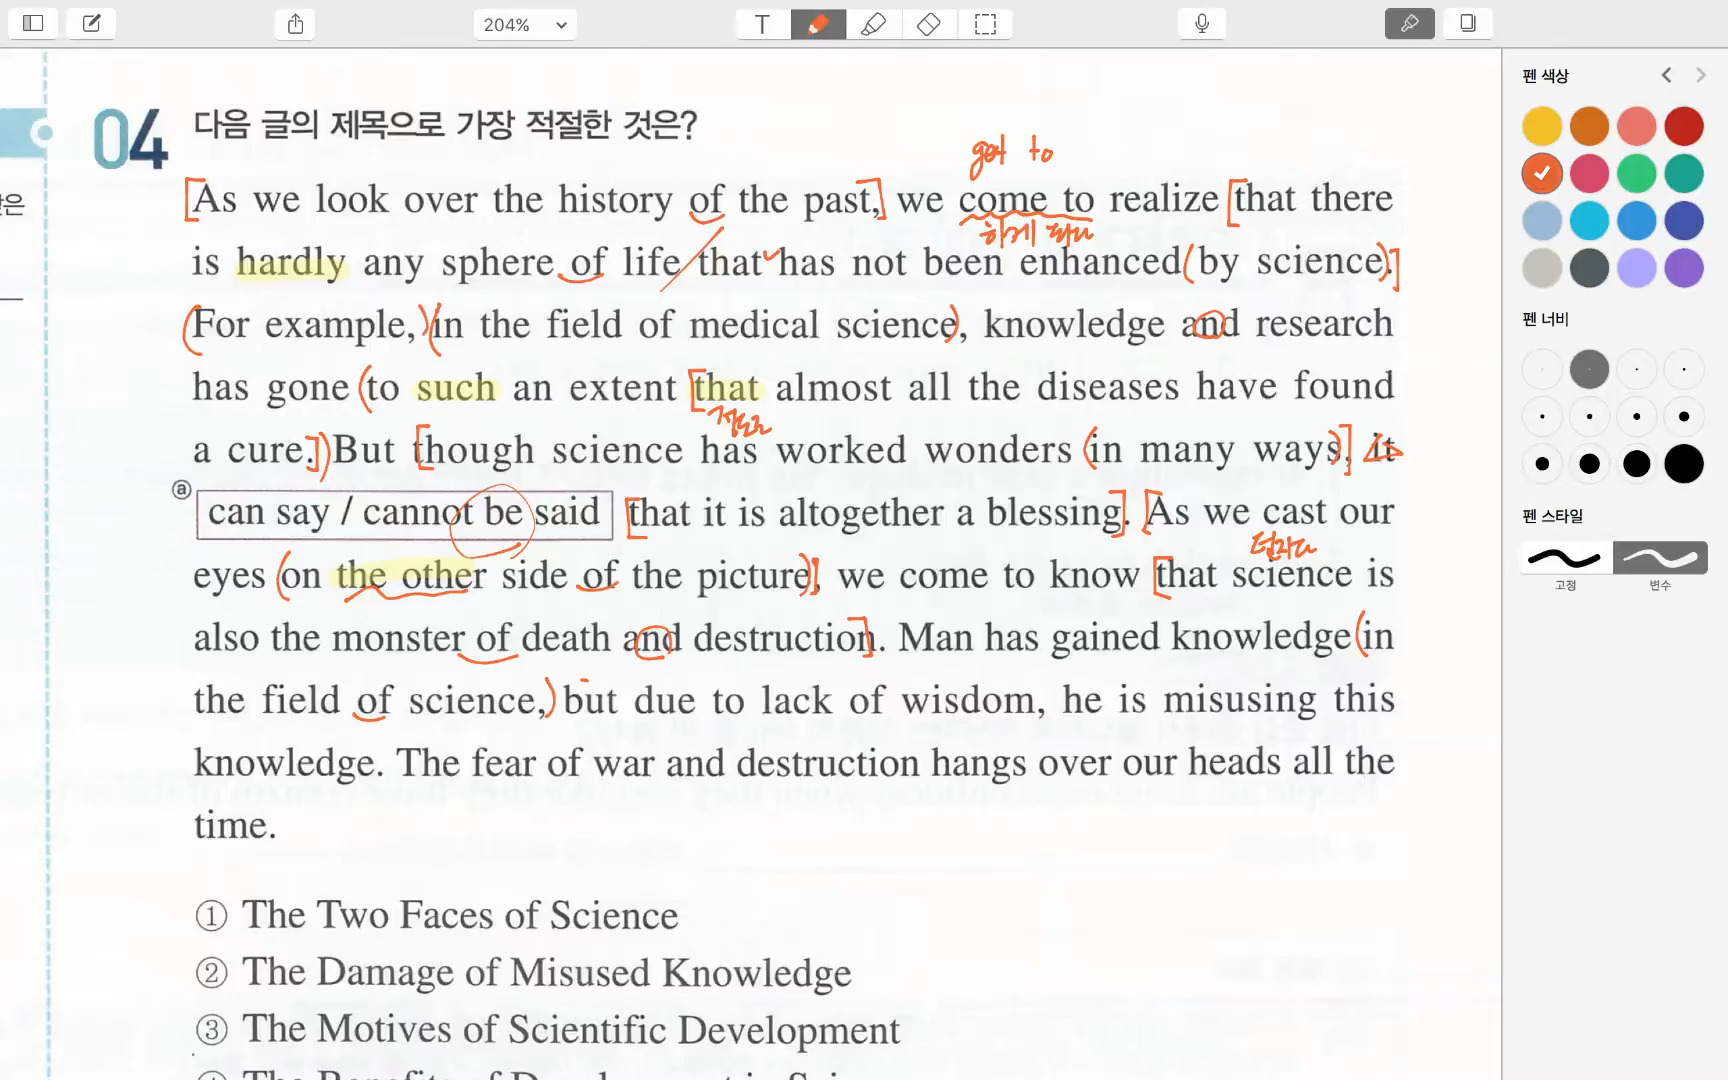 204%
T
펜 색상
04 다음 글의 제목으로 가장 적절한 것은?
get to
As we look over the history of the past, we come to realize that there
하게 되다
is hardly any sphere of life that has not been enhanced by science.
For example, in the field of medical science, knowledge and research
펜 너비
has gone to such an extent that almost all the diseases have found
정도로
a cure. But though science has worked wonders in many ways, it
ⓐ can say / cannot be said that it is altogether a blessing. As we cast our
던지다
펜 스타일
eyes on the other side of the picture, we come to know that science is
고정 변수
also the monster of death and destruction. Man has gained knowledge in
the field of science, but due to lack of wisdom, he is misusing this
knowledge. The fear of war and destruction hangs over our heads all the
time.
① The Two Faces of Science
② The Damage of Misused Knowledge
③ The Motives of Scientific Development